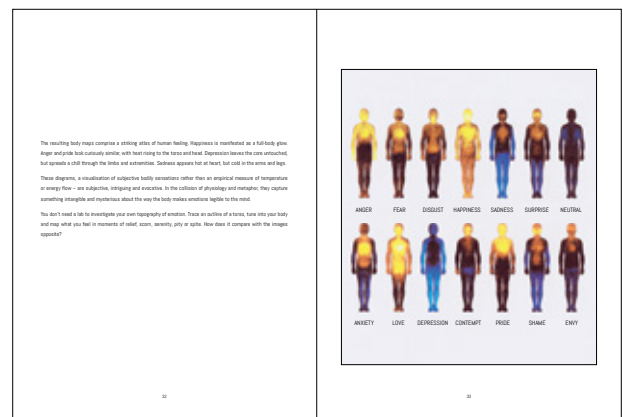 The resulting body maps comprise a striking atlas of human feeling. Happiness is manifested as a full-body glow.
Anger and pride look curiously similar, with heat rising to the torso and head. Depression leaves the core untouched,
but spreads a chill through the limbs and extremities. Sadness appears hot at heart, but cold in the arms and legs.
These diagrams, a visualisation of subjective bodily sensations rather than an empirical measure of temperature
or energy flow – are subjective, intriguing and evocative. In the collision of physiology and metaphor, they capture
something intangible and mysterious about the way the body makes emotions legible to the mind.
You don't need a lab to investigate your own topography of emotion. Trace an outline of a torso, tune into your body
and map what you feel in moments of relief, scorn, serenity, pity or spite. How does it compare with the images
opposite?
32
ANGER FEAR DISGUST HAPPINESS SADNESS SURPRISE NEUTRAL
ANXIETY LOVE DEPRESSION CONTEMPT PRIDE SHAME ENVY
33